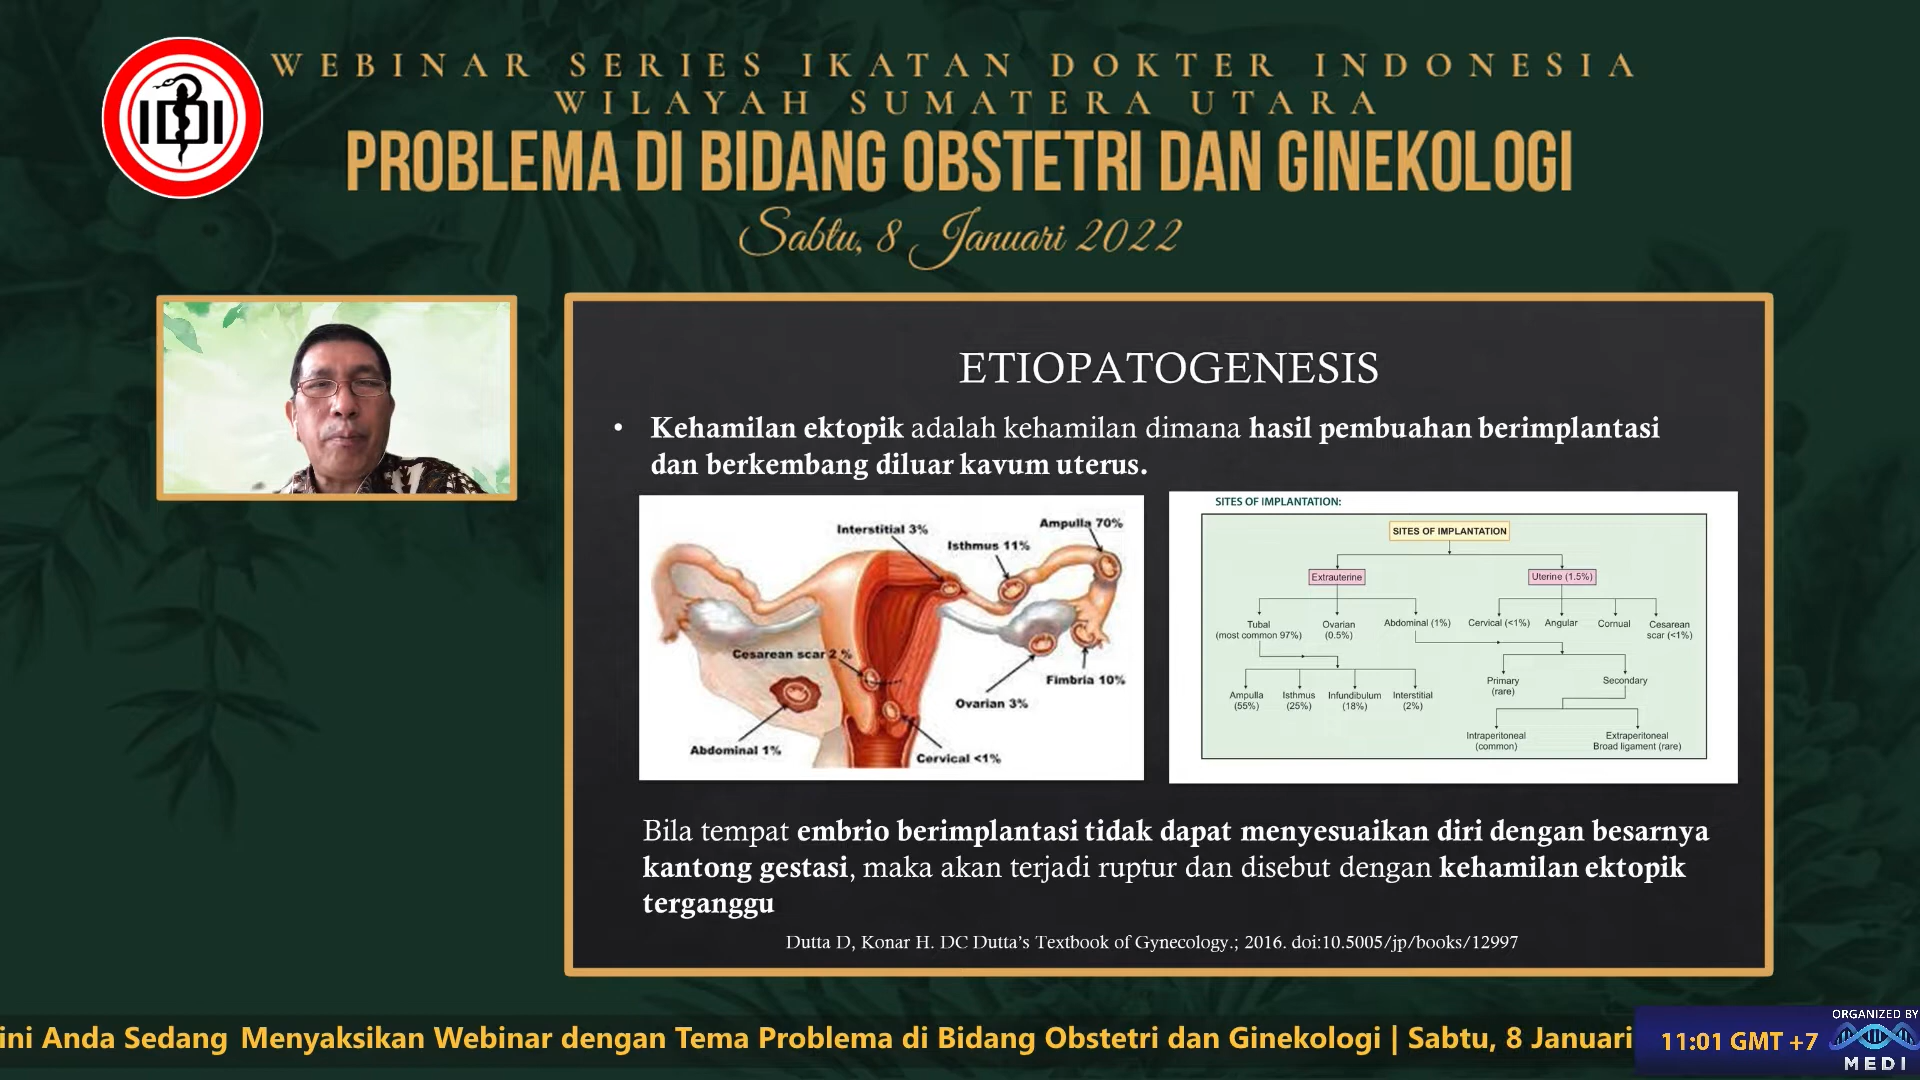 IDI
WEBINAR SERIES IKATAN DOKTER INDONESIA
WILAYAH SUMATERA UTARA
PROBLEMA DI BIDANG OBSTETRI DAN GINEKOLOGI
Sabtu, 8 Januari 2022
ETIOPATOGENESIS
• Kehamilan ektopik adalah kehamilan dimana hasil pembuahan berimplantasi
dan berkembang diluar kavum uterus.
Interstitial 3%
Ampulla 70%
Isthmus 11%
Cesarean scar 2 %
Fimbria 10%
Ovarian 3%
Abdominal 1%
Cervical <1%
SITES OF IMPLANTATION:
SITES OF IMPLANTATION
Extrauterine
Uterine (1.5%)
Tubal
(most common 97%)
Ovarian
(0.5%)
Abdominal (1%)
Cervical (<1%)
Angular
Cornual
Cesarean
scar (<1%)
Ampulla
(55%)
Isthmus
(25%)
Infundibulum
(18%)
Interstitial
(2%)
Primary
(rare)
Secondary
Intraperitoneal
(common)
Extraperitoneal
Broad ligament (rare)
Bila tempat embrio berimplantasi tidak dapat menyesuaikan diri dengan besarnya
kantong gestasi, maka akan terjadi ruptur dan disebut dengan kehamilan ektopik
terganggu
Dutta D, Konar H. DC Dutta's Textbook of Gynecology.; 2016. doi:10.5005/jp/books/12997
ini Anda Sedang Menyaksikan Webinar dengan Tema Problema di Bidang Obstetri dan Ginekologi | Sabtu, 8 Januari
11:01 GMT +7
ORGANIZED BY
MEDI